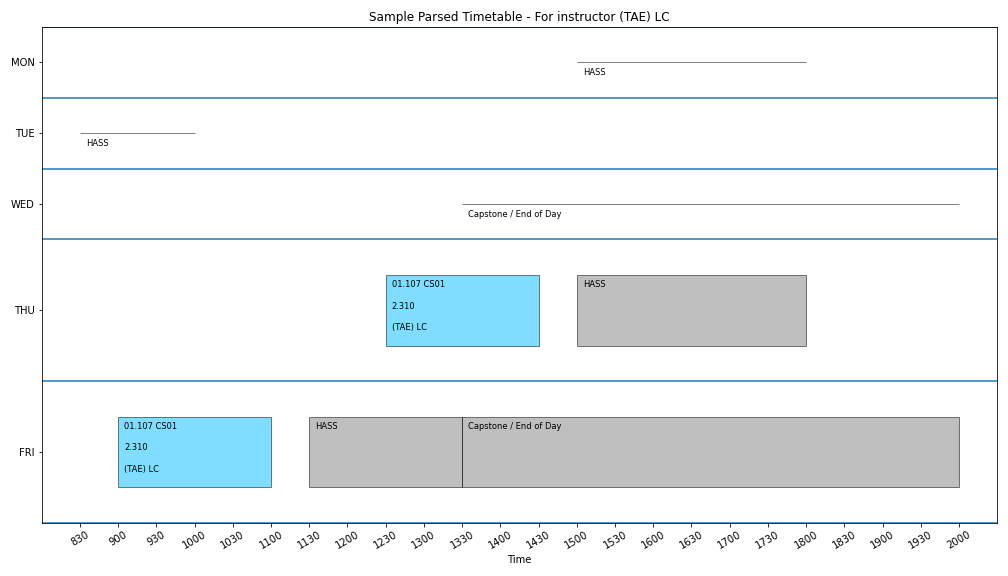 Sample Parsed Timetable - For instructor (TAE) LC
MON
HASS
TUE
HASS
WED
Capstone / End of Day
THU
01.107 CS01
2.310
(TAE) LC
HASS
FRI
01.107 CS01
2.310
(TAE) LC
HASS
Capstone / End of Day
830 900 930 1000 1030 1100 1130 1200 1230 1300 1330 1400 1430 1500 1530 1600 1630 1700 1730 1800 1830 1900 1930 2000
Time